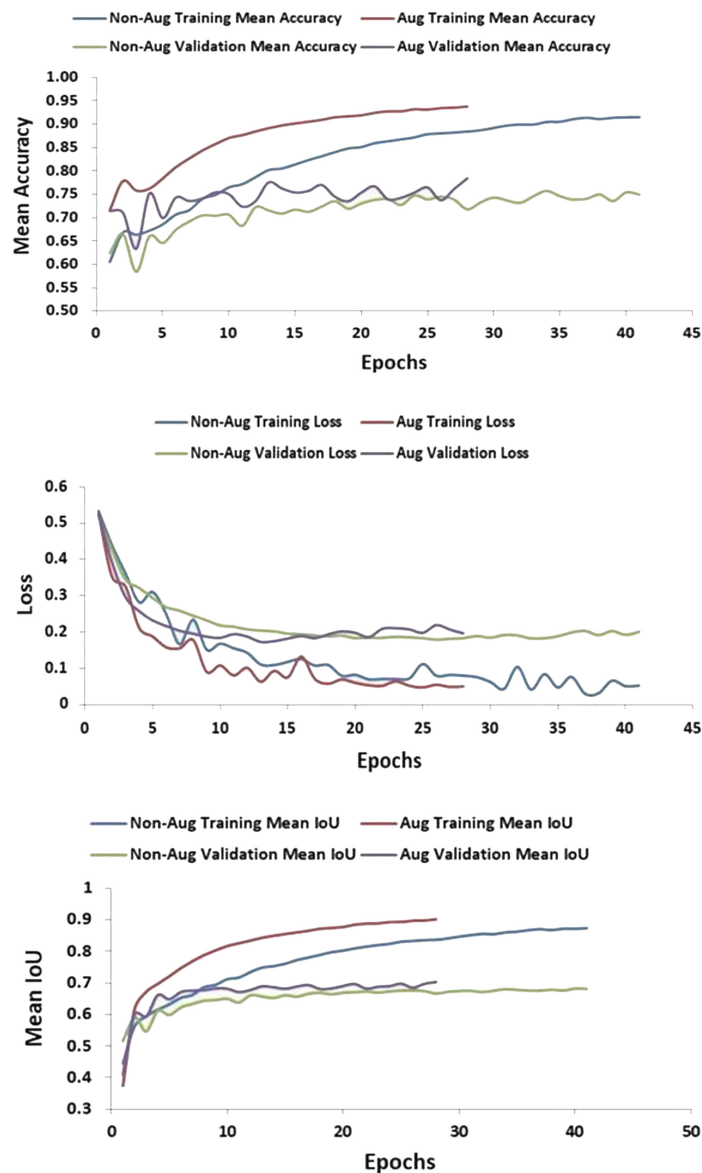 Non-Aug Training Mean Accuracy Aug Training Mean Accuracy
Non-Aug Validation Mean Accuracy Aug Validation Mean Accuracy
1.00
0.95
0.90
0.85
0.80
0.75
0.70
0.65
0.60
0.55
0.50
Mean Accuracy
0 5 10 15 20 25 30 35 40 45
Epochs
Non-Aug Training Loss Aug Training Loss
Non-Aug Validation Loss Aug Validation Loss
0.6
0.5
0.4
0.3
0.2
0.1
0
Loss
0 5 10 15 20 25 30 35 40 45
Epochs
Non-Aug Training Mean IoU Aug Training Mean IoU
Non-Aug Validation Mean IoU Aug Validation Mean IoU
1
0.9
0.8
0.7
0.6
0.5
0.4
0.3
Mean IoU
0 10 20 30 40 50
Epochs